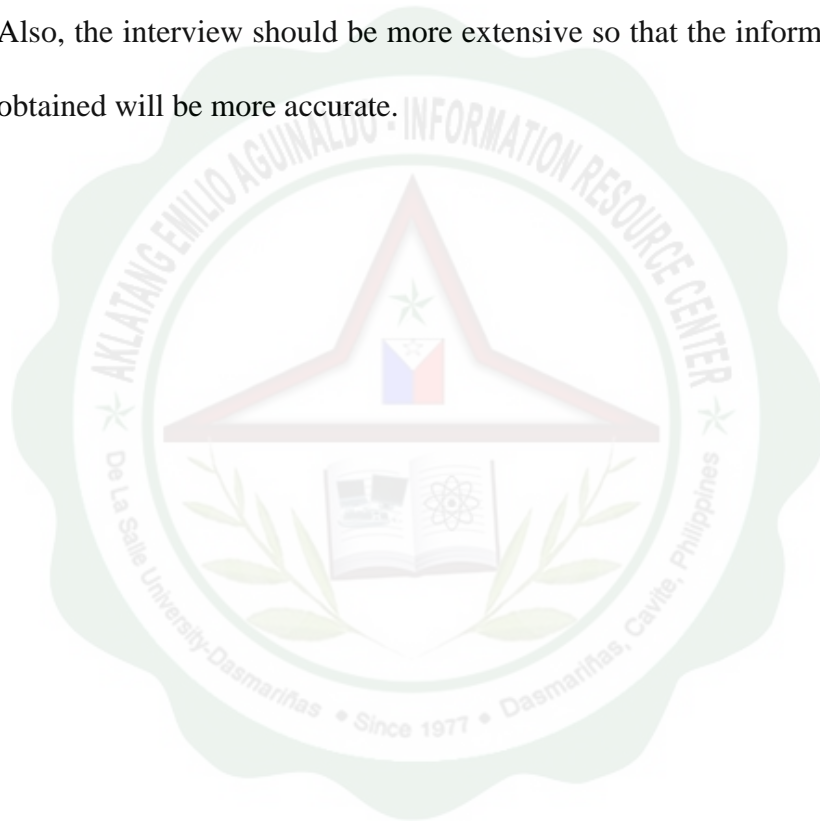 Also, the interview should be more extensive so that the inform
obtained will be more accurate.
AKLATANG EMILIO AGUINALDO - INFORMATION RESOURCE CENTER
De La Salle University-Dasmariñas • Since 1977 • Dasmariñas, Cavite, Philippines